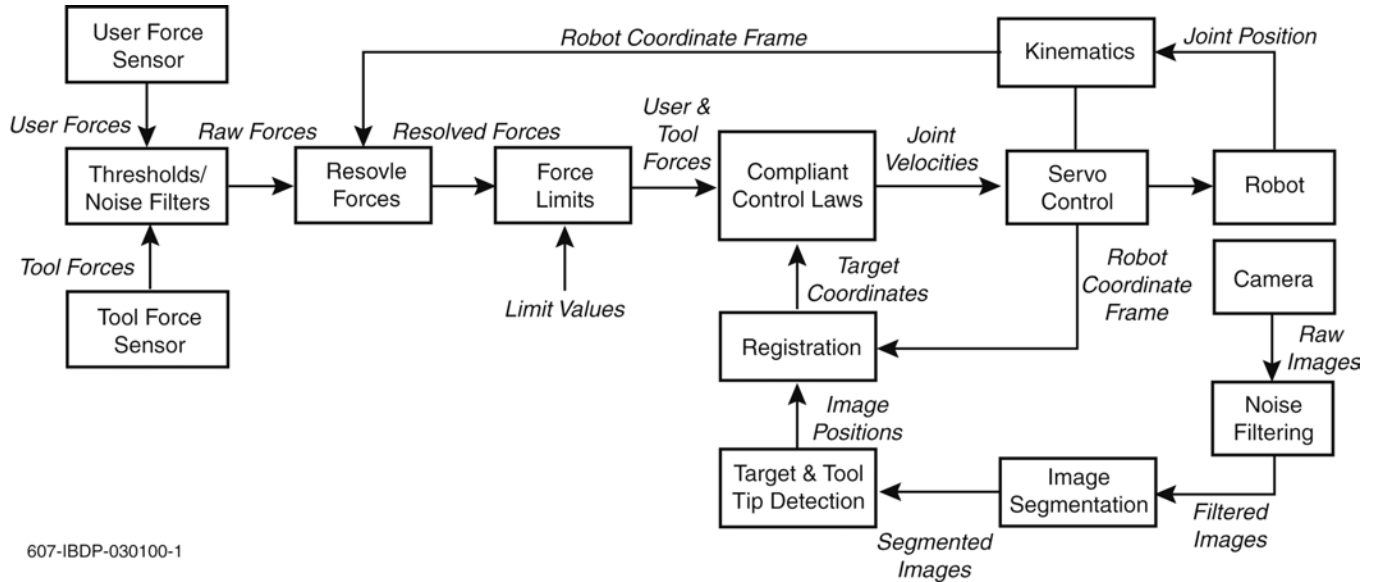 User Force
Sensor
Robot Coordinate Frame
Kinematics
Joint Position
User Forces
Raw Forces
Resolved Forces
User &
Tool
Forces
Joint
Velocities
Thresholds/
Noise Filters
Resovle
Forces
Force
Limits
Compliant
Control Laws
Servo
Control
Robot
Tool Forces
Tool Force
Sensor
Limit Values
Target
Coordinates
Robot
Coordinate
Frame
Camera
Registration
Raw
Images
Image
Positions
Noise
Filtering
Target & Tool
Tip Detection
Image
Segmentation
Segmented
Images
Filtered
Images
607-IBDP-030100-1